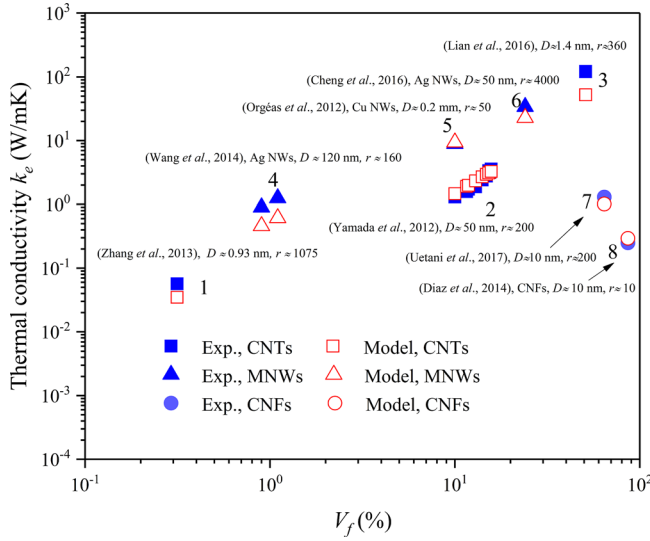 (Lian et al., 2016), D≈1.4 nm, r≈360
10³
10²
3
(Cheng et al., 2016), Ag NWs, D≈ 50 nm, r≈4000
6
(Orgéas et al., 2012), Cu NWs, D≈0.2 mm, r≈50
10¹
5
(Wang et al., 2014), Ag NWs, D ≈120 nm, r ≈160
4
10⁰
2
7
(Yamada et al., 2012), D≈50 nm, r≈200
(Zhang et al., 2013), D≈ 0.93 nm, r≈ 1075
(Uetani et al., 2017), D≈10 nm, r≈200
8
(Diaz et al., 2014), CNFs, D≈ 10 nm, r≈ 10
10⁻¹
1
10⁻²
Exp., CNTs
Model, CNTs
Exp., MNWs
Model, MNWs
10⁻³
Exp., CNFs
Model, CNFs
10⁻⁴
10⁻¹
10⁰
10¹
10²
Thermal conductivity kₑ (W/mK)
V_f (%)